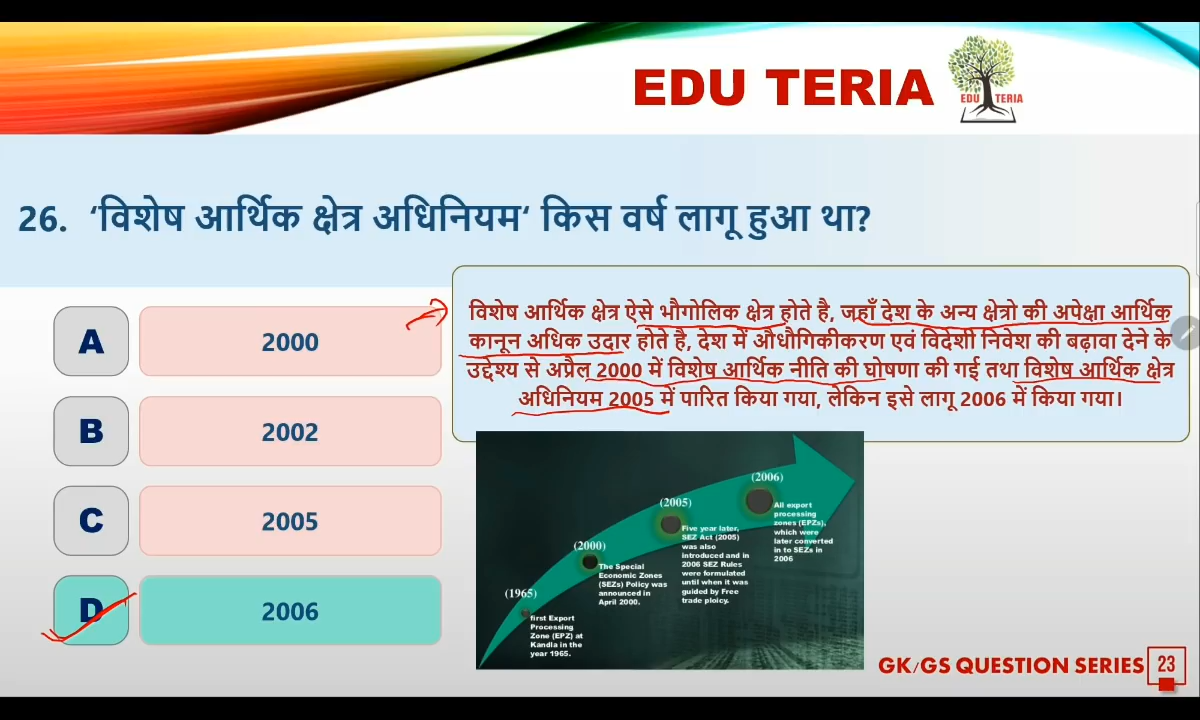 EDU TERIA
EDU TERIA
26. ‘विशेष आर्थिक क्षेत्र अधिनियम‘ किस वर्ष लागू हुआ था?
विशेष आर्थिक क्षेत्र ऐसे भौगोलिक क्षेत्र होते है, जहाँ देश के अन्य क्षेत्रो की अपेक्षा आर्थिक
कानून अधिक उदार होते है, देश में औधौगिकीकरण एवं विदेशी निवेश की बढ़ावा देने के
उद्देश्य से अप्रैल 2000 में विशेष आर्थिक नीति की घोषणा की गई तथा विशेष आर्थिक क्षेत्र
अधिनियम 2005 में पारित किया गया, लेकिन इसे लागू 2006 में किया गया।
A 2000
B 2002
C 2005
D 2006
(1965)
first Export
Processing
Zone (EPZ) at
Kandla in the
year 1965.
(2000)
The Special
Economic Zones
(SEZs) Policy was
announced in
April 2000.
(2005)
Five year later,
SEZ Act (2005)
was also
introduced and in
2006 SEZ Rules
were formulated
until when it was
guided by Free
trade ploicy.
(2006)
All export
processing
zones (EPZs),
which were
later converted
in to SEZs in
2006
GK/GS QUESTION SERIES 23